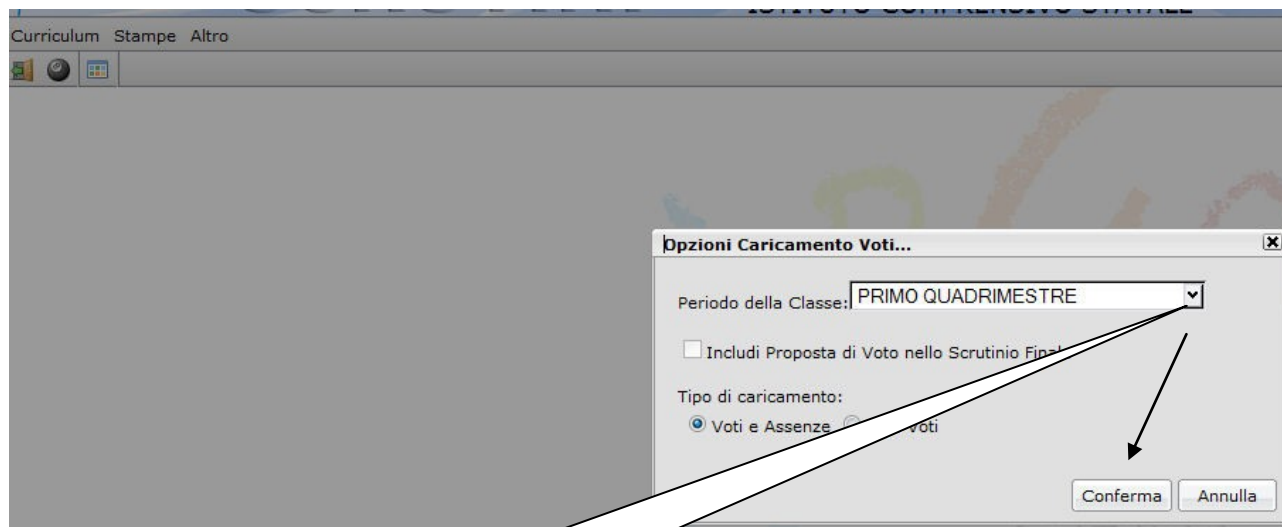 ISTITUTO COMPRENSIVO STATALE
Curriculum Stampe Altro
Opzioni Caricamento Voti...
Periodo della Classe: PRIMO QUADRIMESTRE
Includi Proposta di Voto nello Scrutinio
Tipo di caricamento:
Voti e Assenze Voti
Conferma Annulla